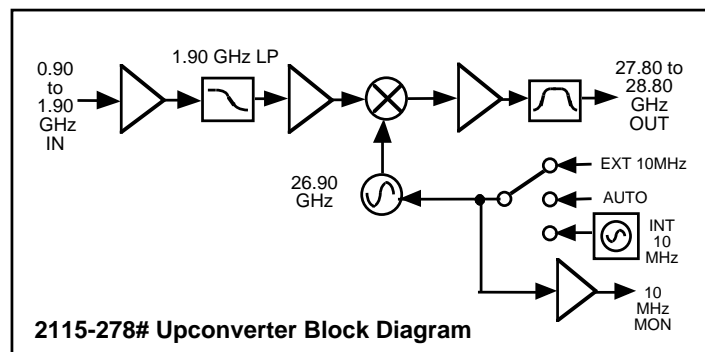 0.90
to
1.90
GHz
IN
1.90 GHz LP
27.80 to
28.80
GHz
OUT
26.90
GHz
EXT 10MHz
AUTO
INT
10
MHz
10
MHz
MON
2115-278# Upconverter Block Diagram